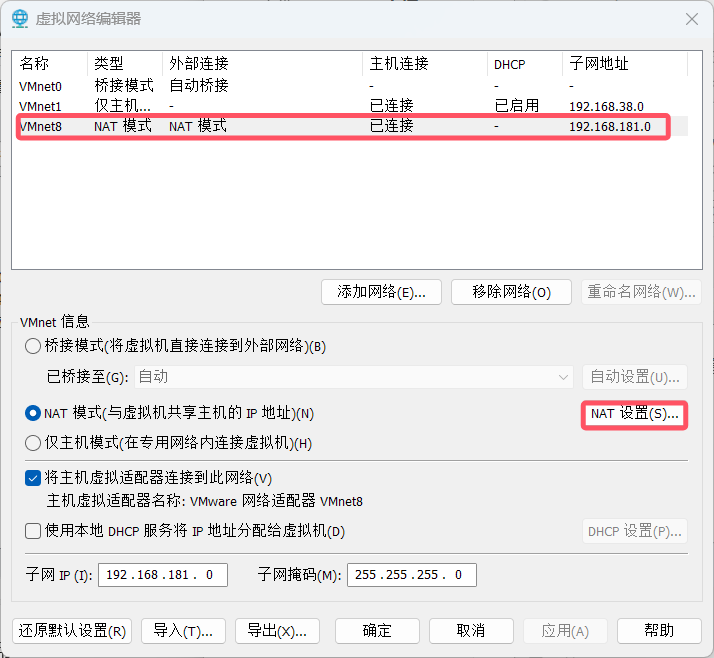 虚拟网络编辑器
名称 类型 外部连接 主机连接 DHCP 子网地址
VMnet0 桥接模式 自动桥接 - - -
VMnet1 仅主机... - 已连接 已启用 192.168.38.0
VMnet8 NAT 模式 NAT 模式 已连接 - 192.168.181.0
添加网络(E)... 移除网络(O) 重命名网络(W)...
VMnet 信息
桥接模式(将虚拟机直接连接到外部网络)(B)
已桥接至(G): 自动 自动设置(U)...
NAT 模式(与虚拟机共享主机的 IP 地址)(N) NAT 设置(S)...
仅主机模式(在专用网络内连接虚拟机)(H)
将主机虚拟适配器连接到此网络(V)
主机虚拟适配器名称: VMware 网络适配器 VMnet8
使用本地 DHCP 服务将 IP 地址分配给虚拟机(D) DHCP 设置(P)...
子网 IP (I): 192.168.181. 0 子网掩码(M): 255.255.255. 0
还原默认设置(R) 导入(T)... 导出(X)... 确定 取消 应用(A) 帮助